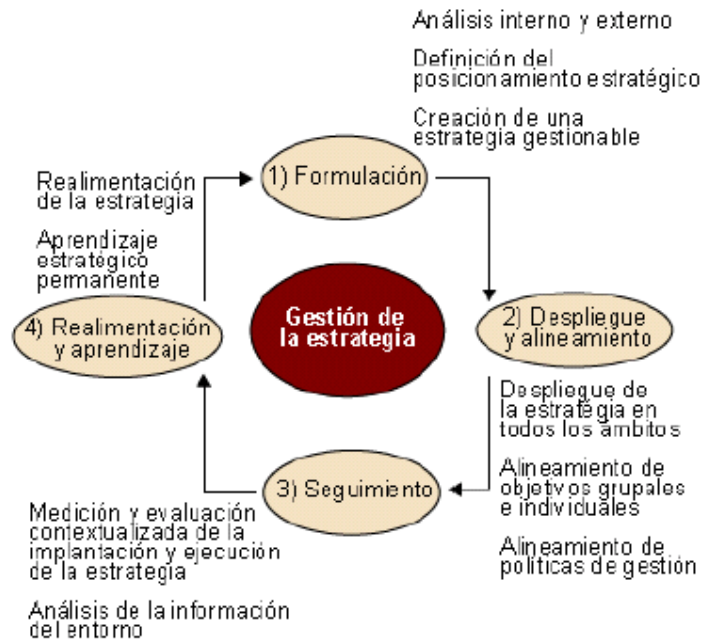 Análisis interno y externo
Definición del
posicionamiento estratégico
Creación de una
estrategia gestionable
1) Formulación
Realimentación
de la estrategia
Aprendizaje
estratégico
permanente
Gestión de
la estrategia
4) Realimentación
y aprendizaje
2) Despliegue
y alineamiento
Despliegue de
la estratégia en
todos los ámbitos
Alineamiento de
objetivos grupales
e individuales
Alineamiento de
políticas de gestión
3) Seguimiento
Medición y evaluación
contextualizada de la
implantación y ejecución
de la estrategia
Análisis de la información
del entorno